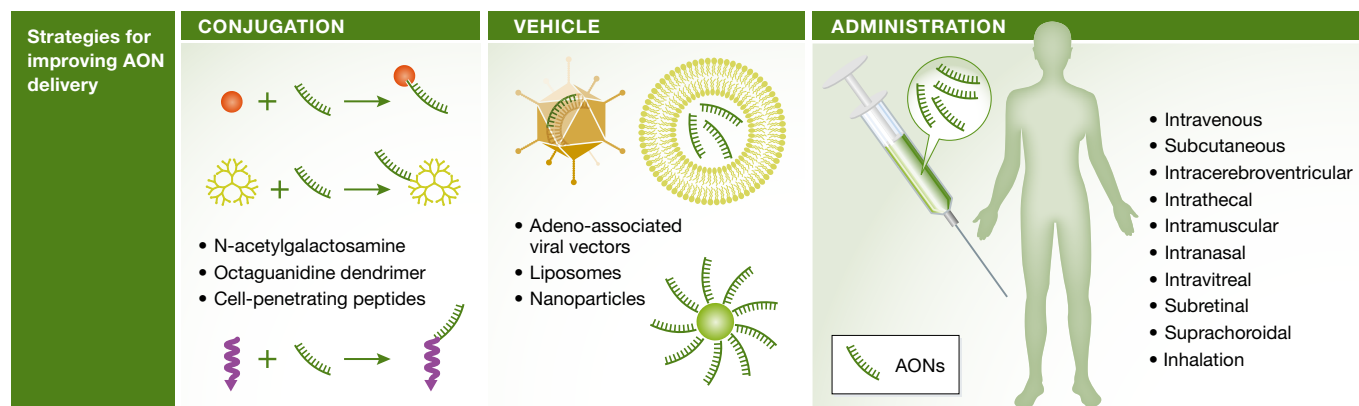 Strategies for
improving AON
delivery
CONJUGATION
• N-acetylgalactosamine
• Octaguanidine dendrimer
• Cell-penetrating peptides
VEHICLE
• Adeno-associated
viral vectors
• Liposomes
• Nanoparticles
ADMINISTRATION
• Intravenous
• Subcutaneous
• Intracerebroventricular
• Intrathecal
• Intramuscular
• Intranasal
• Intravitreal
• Subretinal
• Suprachoroidal
• Inhalation
AONs